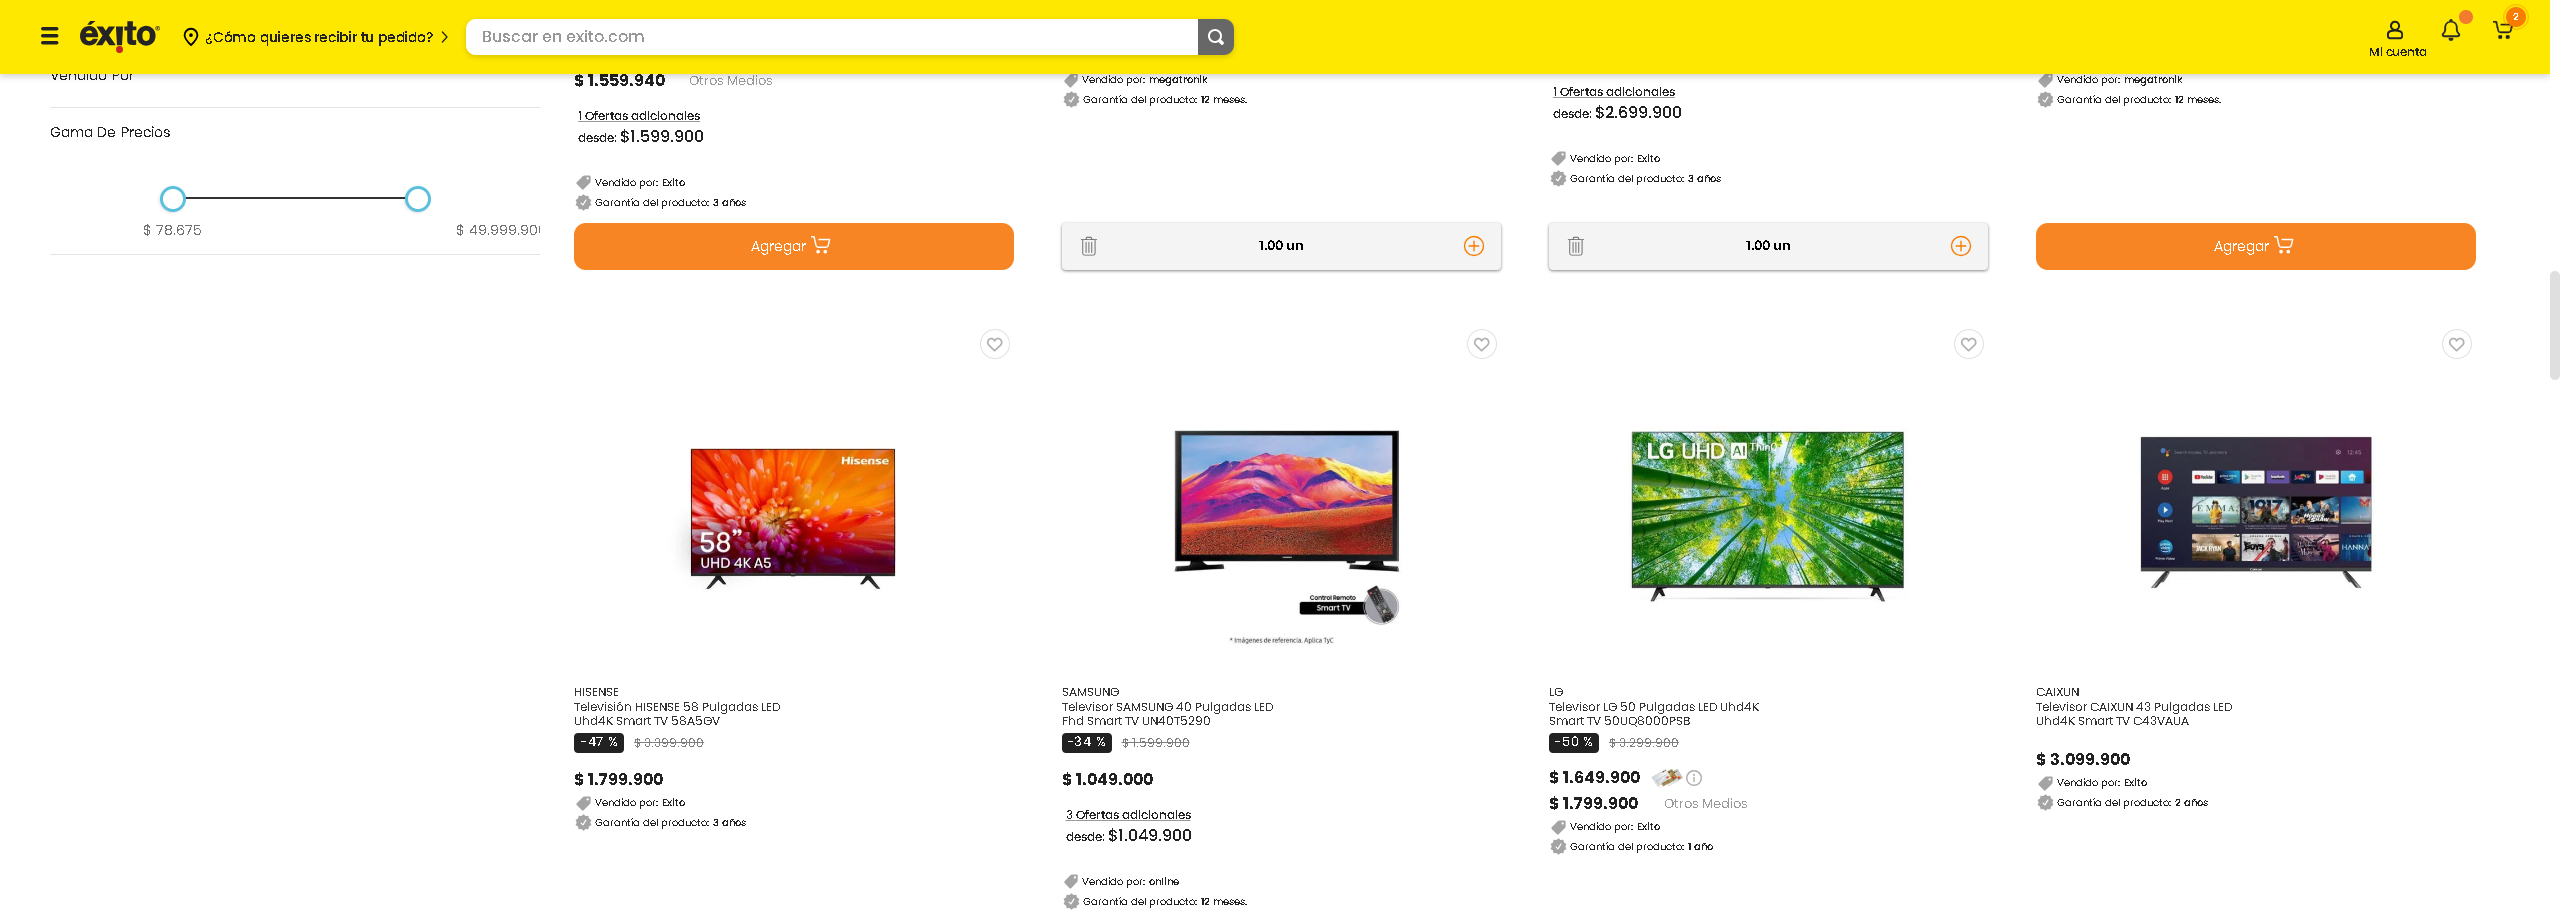 éxito
¿Cómo quieres recibir tu pedido?
Buscar en exito.com
Mi cuenta
2
Vendido Por
Gama De Precios
$ 78.675
$ 49.999.90
$ 1.559.940 Otros Medios
1 Ofertas adicionales
desde: $1.599.900
Vendido por: Exito
Garantía del producto: 3 años
Agregar
Vendido por: megatronik
Garantía del producto: 12 meses.
1.00 un
1 Ofertas adicionales
desde: $2.699.900
Vendido por: Exito
Garantía del producto: 3 años
1.00 un
Vendido por: megatronik
Garantía del producto: 12 meses.
Agregar
Hisense
58”
UHD 4K A5
HISENSE
Televisión HISENSE 58 Pulgadas LED
Uhd4K Smart TV 58A5GV
-47 % $ 3.399.900
$ 1.799.900
Vendido por: Exito
Garantía del producto: 3 años
Control Remoto
Smart TV
* Imágenes de referencia. Aplica TyC
SAMSUNG
Televisor SAMSUNG 40 Pulgadas LED
Fhd Smart TV UN40T5290
-34 % $ 1.599.900
$ 1.049.000
3 Ofertas adicionales
desde: $1.049.900
Vendido por: online
Garantía del producto: 12 meses.
LG UHD AI ThinQ
LG
Televisor LG 50 Pulgadas LED Uhd4K
Smart TV 50UQ8000PSB
-50 % $ 3.299.900
$ 1.649.900
$ 1.799.900 Otros Medios
Vendido por: Exito
Garantía del producto: 1 año
12:45
EMMA.
1917
JACK RYAN
BOYS
HANNA
CAIXUN
Televisor CAIXUN 43 Pulgadas LED
Uhd4K Smart TV C43VAUA
$ 3.099.900
Vendido por: Exito
Garantía del producto: 2 años